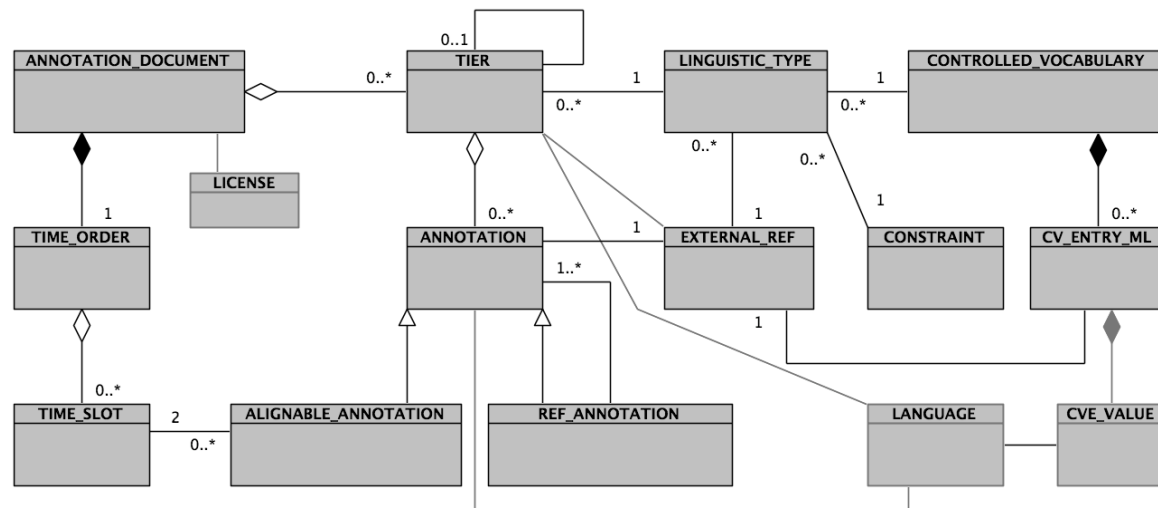 0..1
ANNOTATION_DOCUMENT
TIER
LINGUISTIC_TYPE
CONTROLLED_VOCABULARY
0..*
1
1
0..*
0..*
0..*
0..*
LICENSE
1
0..*
1
1
0..*
TIME_ORDER
ANNOTATION
1
EXTERNAL_REF
CONSTRAINT
CV_ENTRY_ML
1..*
1
0..*
TIME_SLOT
2
0..*
ALIGNABLE_ANNOTATION
REF_ANNOTATION
LANGUAGE
CVE_VALUE